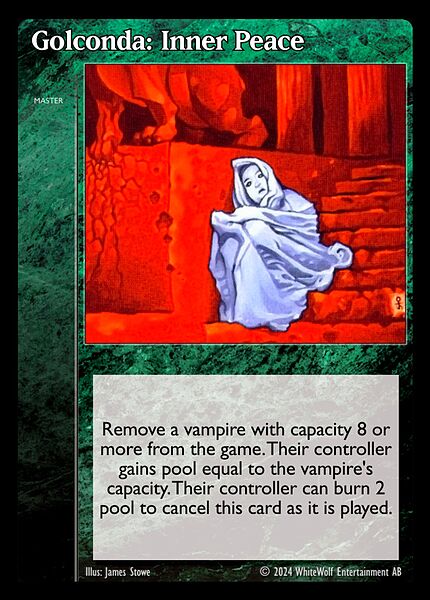 Golconda: Inner Peace
MASTER
Remove a vampire with capacity 8 or
more from the game. Their controller
gains pool equal to the vampire's
capacity. Their controller can burn 2
pool to cancel this card as it is played.
Illus: James Stowe
© 2024 WhiteWolf Entertainment AB